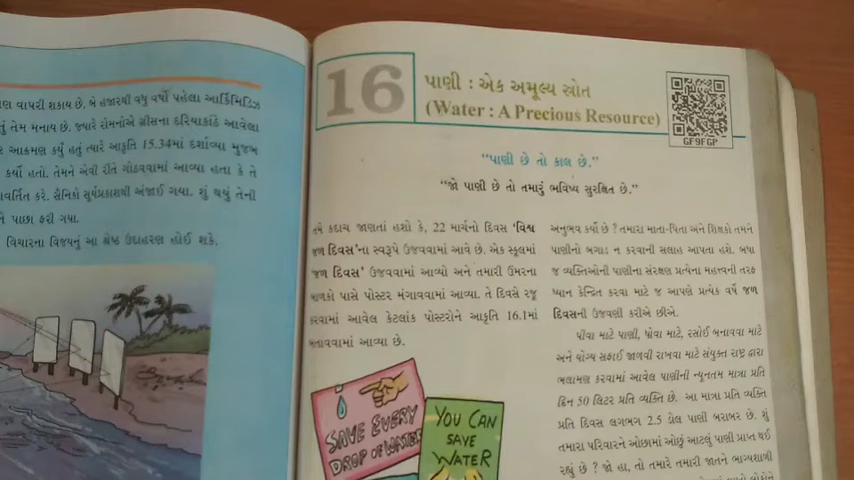 ણ વાપરી શકાય છે. બે હજારથી વધુ વર્ષો પહેલા આર્કિમિડિઝ
તું તેમ મનાય છે. જ્યારે રોમનોએ ગ્રીસના દરિયાકાંઠે આવેલા
આક્રમણ કર્યું હતું ત્યારે આકૃતિ 15.34માં દર્શાવ્યા મુજબ
કર્યો હતો. તેમને એવી રીતે ગોઠવવામાં આવ્યા હતા કે તે
વર્તિત કરે. સૈનિકો સૂર્યપ્રકાશથી અંજાઈ ગયા. શું થયું તેની
પાછા ફરી ગયા.
વિચારના વિજયનું આ શ્રેષ્ઠ ઉદાહરણ હોઈ શકે.
16
પાણી : એક અમૂલ્ય સ્રોત
(Water : A Precious Resource)
GF9FGP
"પાણી છે તો કાલ છે."
"જો પાણી છે તો તમારું ભવિષ્ય સુરક્ષિત છે."
તમે કદાચ જાણતાં હશો કે, 22 માર્ચનો દિવસ 'વિશ્વ
જળ દિવસ'ના સ્વરૂપે ઉજવવામાં આવે છે. એક સ્કૂલમાં
'જળ દિવસ' ઉજવવામાં આવ્યો અને તમારી ઉંમરના
બાળકો પાસે પોસ્ટર મંગાવવામાં આવ્યા. તે દિવસે રજૂ
કરવામાં આવેલ કેટલાંક પોસ્ટરોને આકૃતિ 16.1માં
બતાવવામાં આવ્યા છે.
SAVE EVERY
DROP OF WATER
YOU CAN
SAVE
WATER
અનુભવ કર્યો છે ? તમારા માતા-પિતા અને શિક્ષકો તમને
પાણીનો બગાડ ન કરવાની સલાહ આપતા હશે. બધા
જ વ્યક્તિઓની પાણીના સંરક્ષણ પ્રત્યેના મહત્ત્વની તરફ
ધ્યાન કેન્દ્રિત કરવા માટે જ આપણે પ્રત્યેક વર્ષે જળ
દિવસની ઉજવણી કરીએ છીએ.
પીવા માટે પાણી, ધોવા માટે, રસોઈ બનાવવા માટે
અને યોગ્ય સફાઈ જાળવી રાખવા માટે સંયુક્ત રાષ્ટ્ર દ્વારા
ભલામણ કરવામાં આવેલ પાણીની ન્યૂનતમ માત્રા પ્રતિ
દિન 50 લિટર પ્રતિ વ્યક્તિ છે. આ માત્રા પ્રતિ વ્યક્તિ
પ્રતિ દિવસ લગભગ 2.5 ડોલ પાણી બરાબર છે. શું
તમારા પરિવારને ઓછામાં ઓછું આટલું પાણી પ્રાપ્ત થઈ
રહ્યું છે ? જો હા, તો તમારે તમારી જાતને ભાગ્યશાળી